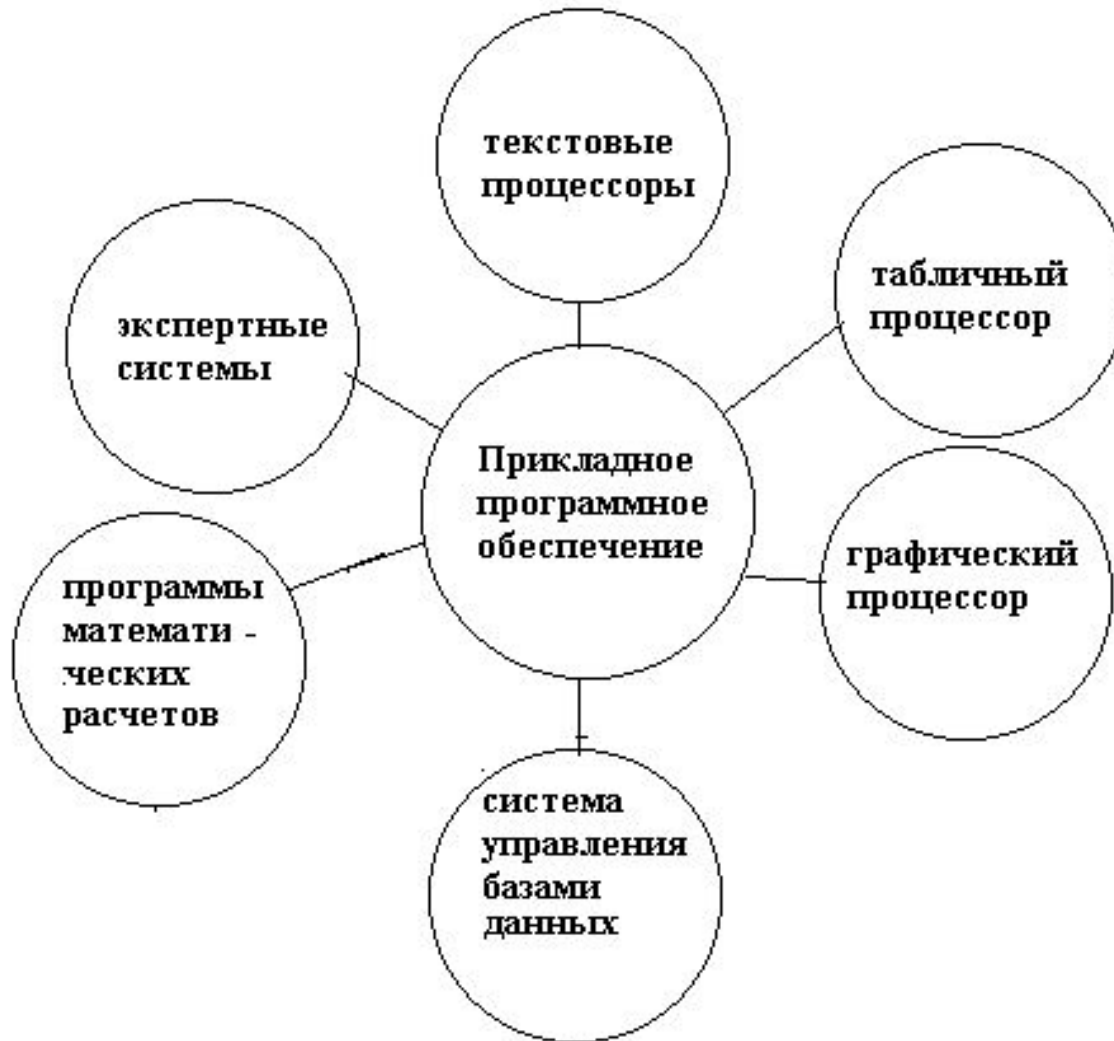 текстовые
процессоры
табличный
процессор
экспертные
системы
Прикладное
программное
обеспечение
графический
процессор
программы
математи -
ческих
расчетов
система
управления
базами
данных